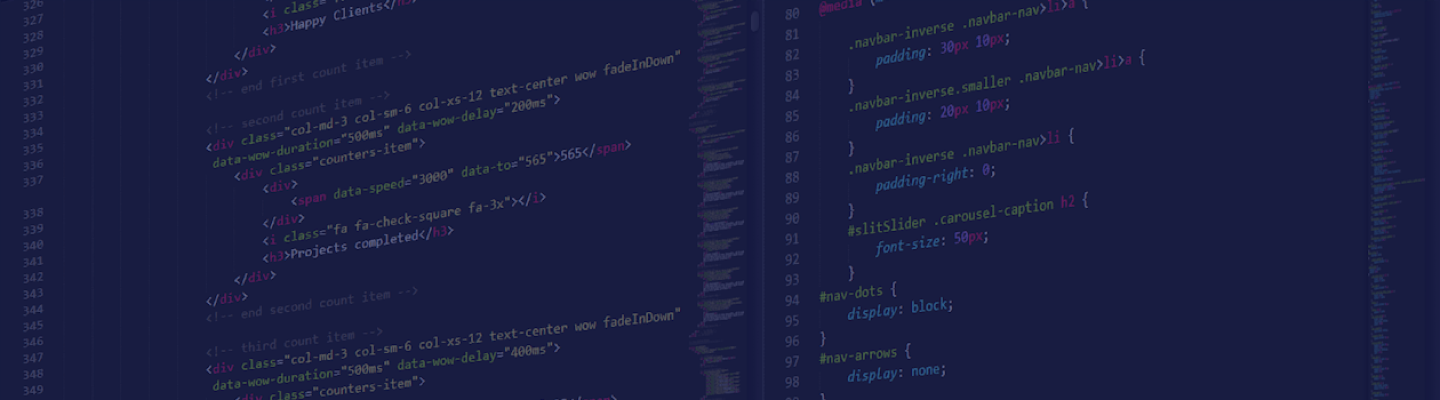 326
327
328
329
330
331
332
333
334
335
336
337
338
339
340
341
342
343
344
345
346
347
348
349
<i class=
<h3>Happy Clients</h3>
</div>
</div>
<!-- end first count item -->
<!-- second count item -->
<div class="col-md-3 col-sm-6 col-xs-12 text-center wow fadeInDown"
data-wow-duration="500ms" data-wow-delay="200ms">
<div class="counters-item">
<div>
<span data-speed="3000" data-to="565">565</span>
</div>
<i class="fa fa-check-square fa-3x"></i>
<h3>Projects completed</h3>
</div>
</div>
<!-- end second count item -->
<!-- third count item -->
<div class="col-md-3 col-sm-6 col-xs-12 text-center wow fadeInDown"
data-wow-duration="500ms" data-wow-delay="400ms">
<div class="counters-item">
80 @media
81 .navbar-inverse .navbar-nav>li>a {
82 padding: 30px 10px;
83 }
84 .navbar-inverse.smaller .navbar-nav>li>a {
85 padding: 20px 10px;
86 }
87 .navbar-inverse .navbar-nav>li {
88 padding-right: 0;
89 }
90 #slitSlider .carousel-caption h2 {
91 font-size: 50px;
92 }
93 #nav-dots {
94 display: block;
95 }
96 #nav-arrows {
97 display: none;
98 }